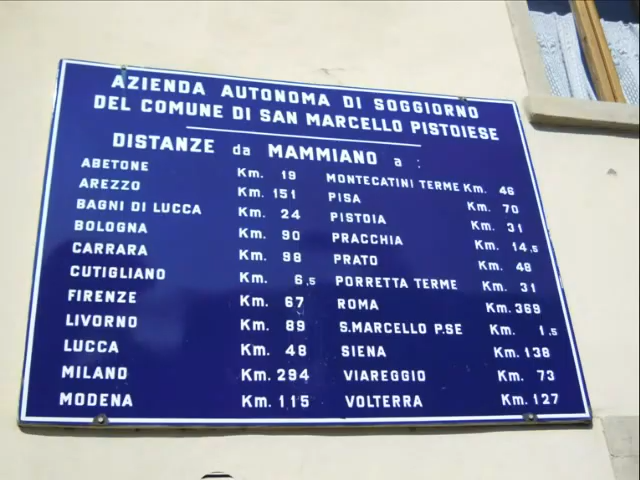 AZIENDA AUTONOMA DI SOGGIORNO
DEL COMUNE DI SAN MARCELLO PISTOIESE
DISTANZE da MAMMIANO a :
ABETONE Km. 19
AREZZO Km. 151
BAGNI DI LUCCA Km. 24
BOLOGNA Km. 90
CARRARA Km. 98
CUTIGLIANO Km. 6,5
FIRENZE Km. 67
LIVORNO Km. 89
LUCCA Km. 48
MILANO Km. 294
MODENA Km. 115
MONTECATINI TERME Km. 46
PISA Km. 70
PISTOIA Km. 31
PRACCHIA Km. 14,5
PRATO Km. 48
PORRETTA TERME Km. 31
ROMA Km. 369
S.MARCELLO P.SE Km. 1,5
SIENA Km. 138
VIAREGGIO Km. 73
VOLTERRA Km. 127